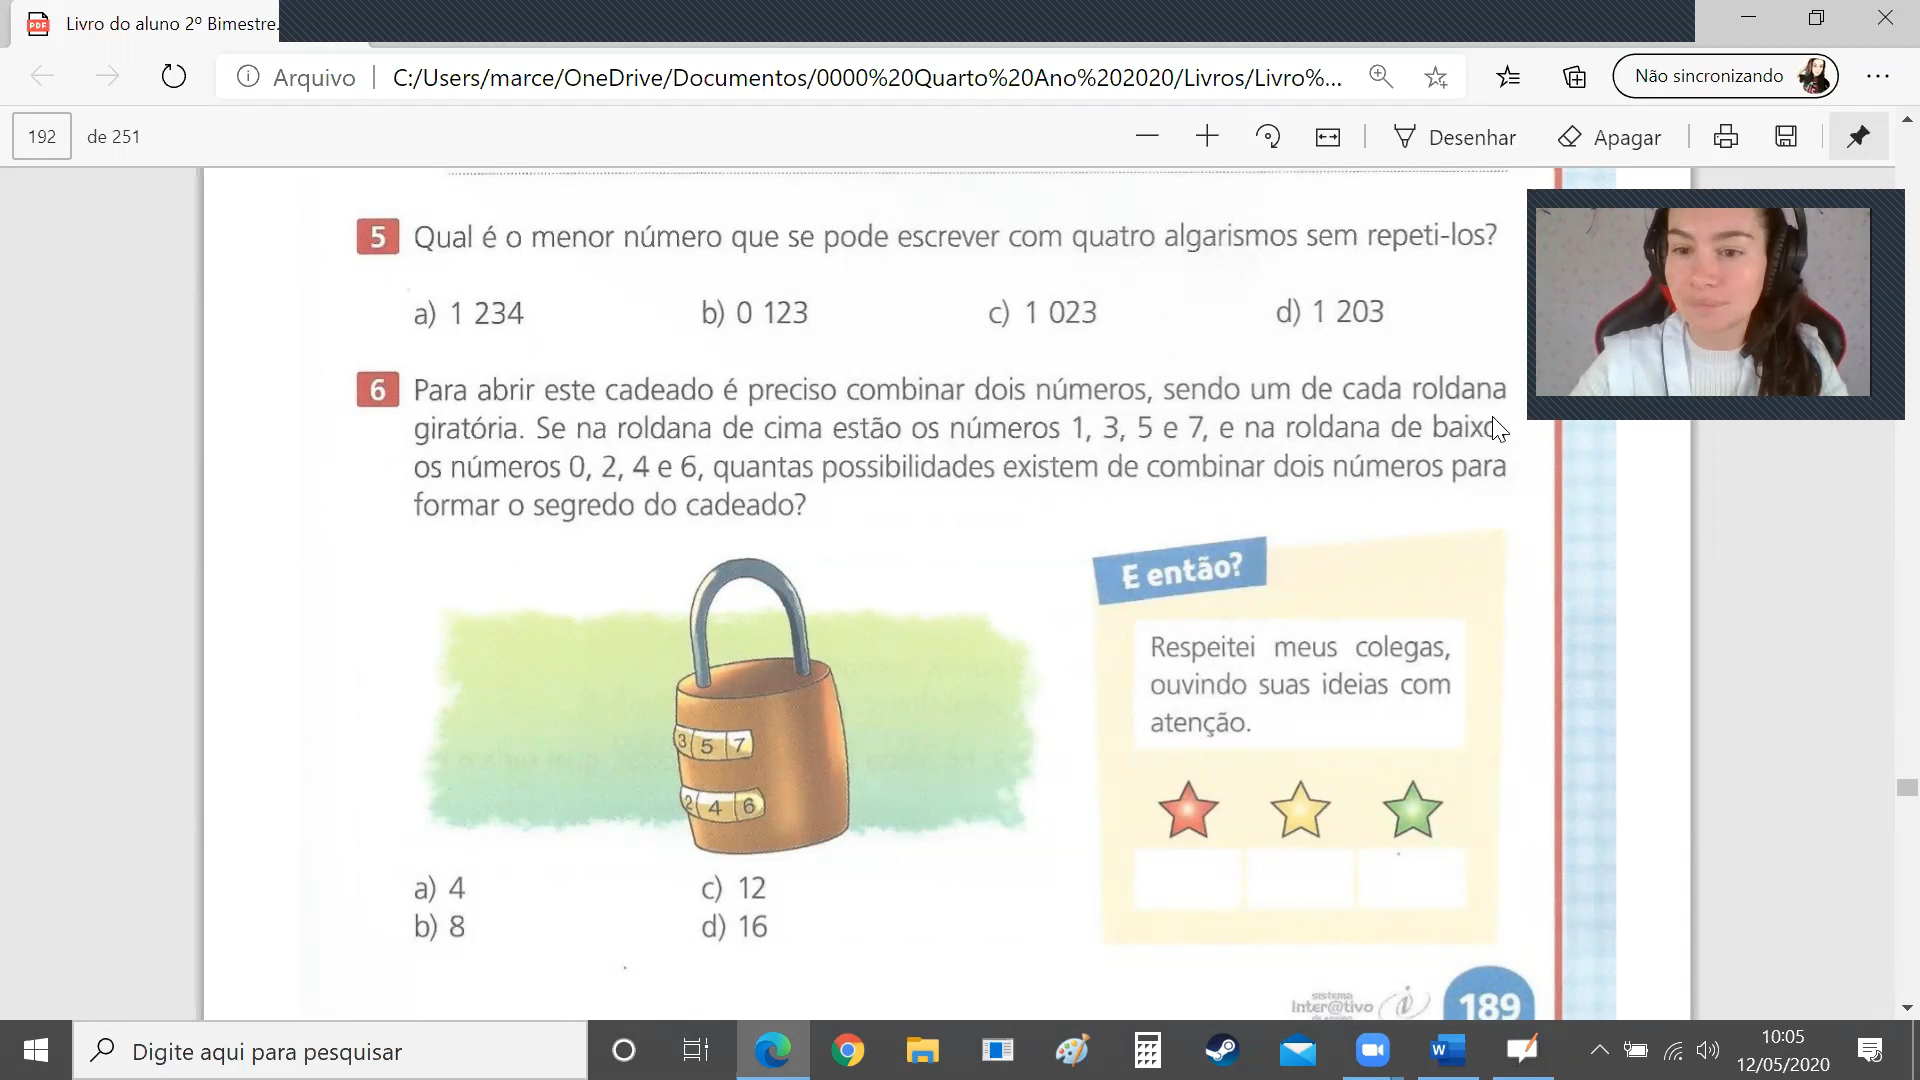 Livro do aluno 2º Bimestre.
Arquivo
C:/Users/marce/OneDrive/Documentos/0000%20Quarto%20Ano%202020/Livros/Livro%...
Não sincronizando
192 de 251
Desenhar
Apagar
5 Qual é o menor número que se pode escrever com quatro algarismos sem repeti-los?
a) 1 234 b) 0 123 c) 1 023 d) 1 203
6 Para abrir este cadeado é preciso combinar dois números, sendo um de cada roldana
giratória. Se na roldana de cima estão os números 1, 3, 5 e 7, e na roldana de baixo
os números 0, 2, 4 e 6, quantas possibilidades existem de combinar dois números para
formar o segredo do cadeado?
3 5 7
2 4 6
E então?
Respeitei meus colegas,
ouvindo suas ideias com
atenção.
a) 4 c) 12
b) 8 d) 16
sistema
inter@tivo
de ensino
189
Digite aqui para pesquisar
10:05
12/05/2020